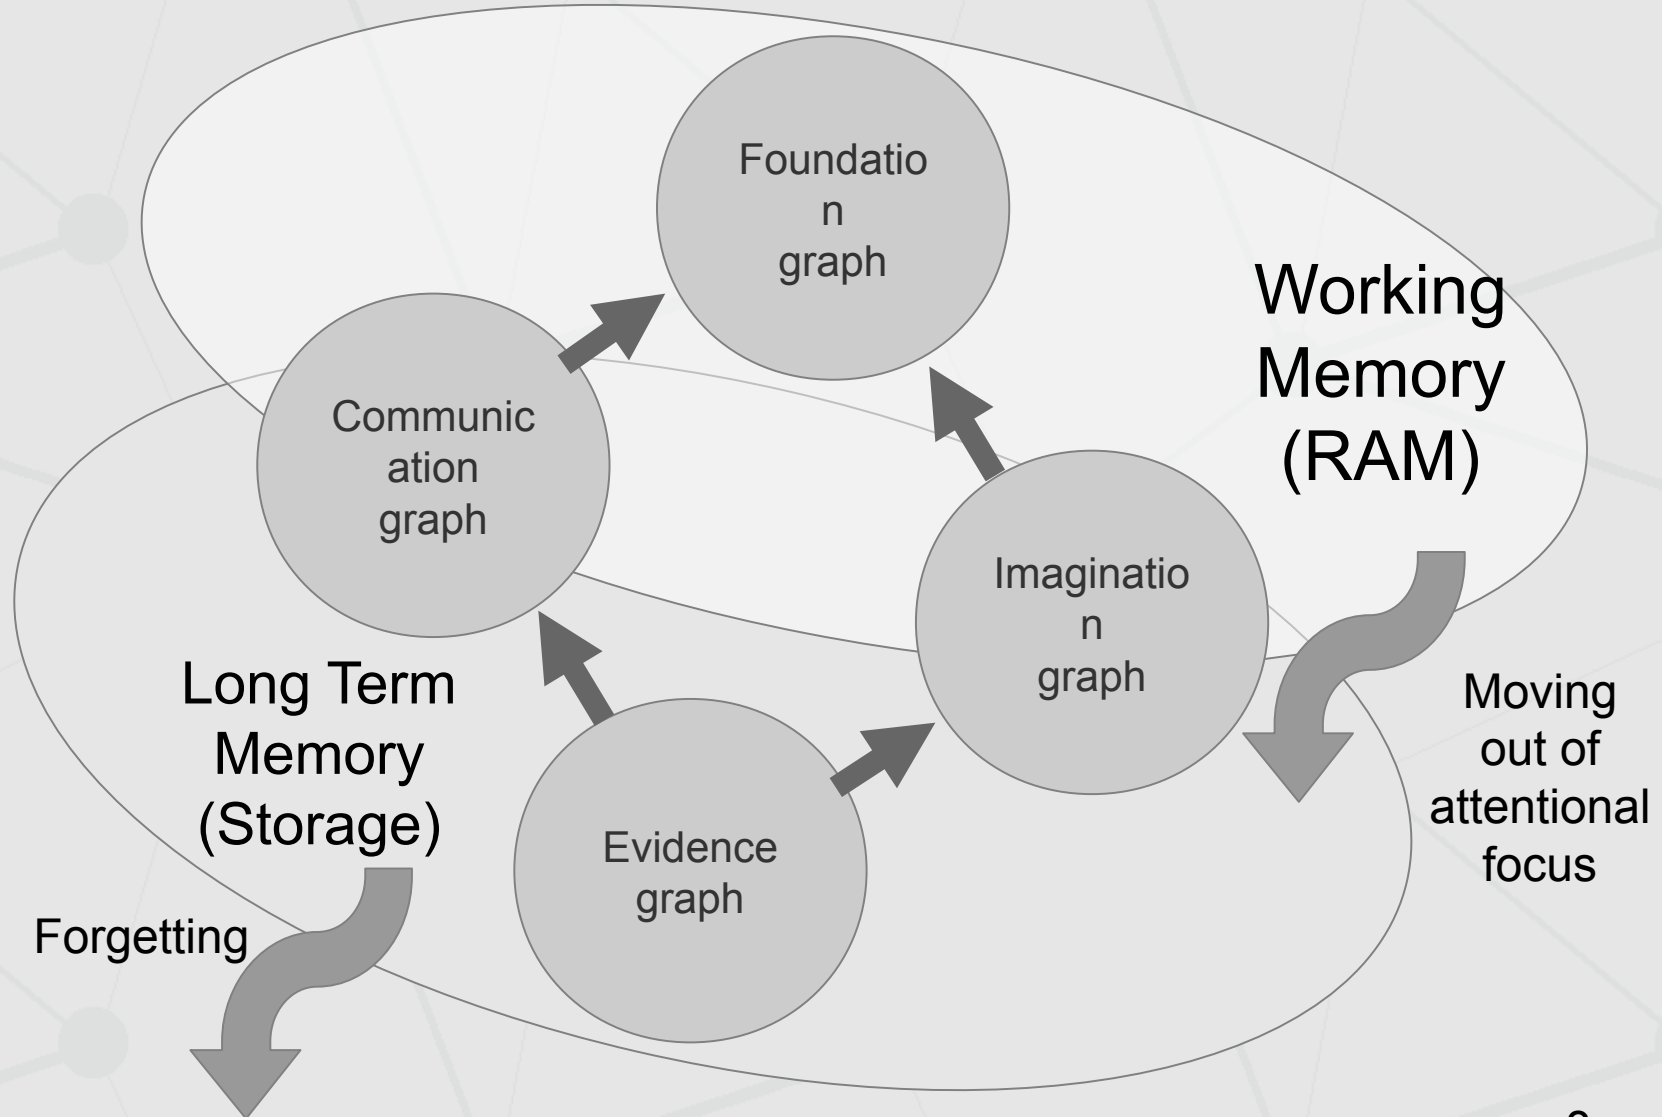 Foundatio
n
graph
Working
Memory
(RAM)
Communic
ation
graph
Imaginatio
n
graph
Long Term
Memory
(Storage)
Moving
out of
attentional
focus
Evidence
graph
Forgetting